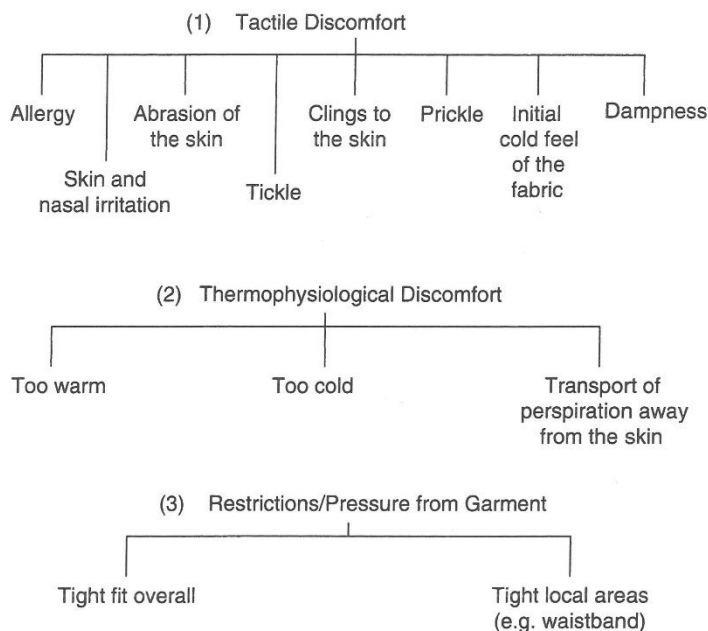 (1) Tactile Discomfort
Allergy
Skin and
nasal irritation
Abrasion of
the skin
Tickle
Clings to
the skin
Prickle
Initial
cold feel
of the
fabric
Dampness
(2) Thermophysiological Discomfort
Too warm
Too cold
Transport of
perspiration away
from the skin
(3) Restrictions/Pressure from Garment
Tight fit overall
Tight local areas
(e.g. waistband)